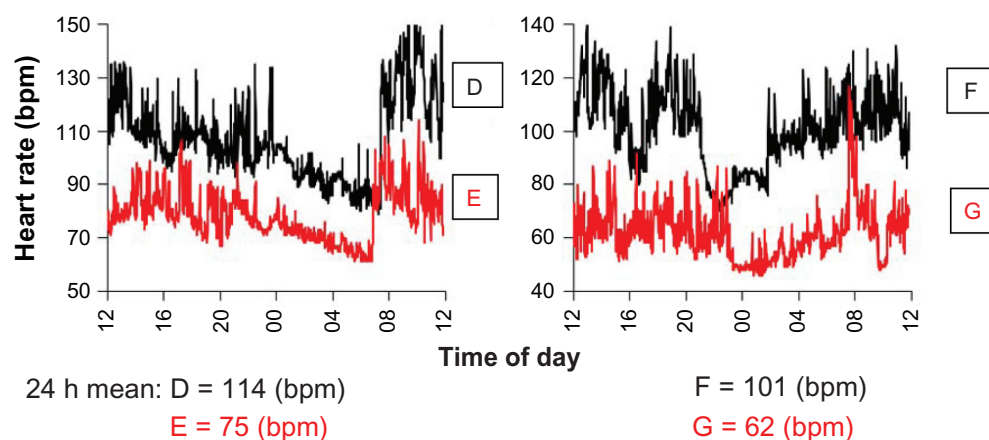 Heart rate (bpm)
150
130
110
90
70
50
12
16
20
00
04
08
12
D
E
140
120
100
80
60
40
12
16
20
00
04
08
12
F
G
Time of day
24 h mean: D = 114 (bpm)
E = 75 (bpm)
F = 101 (bpm)
G = 62 (bpm)